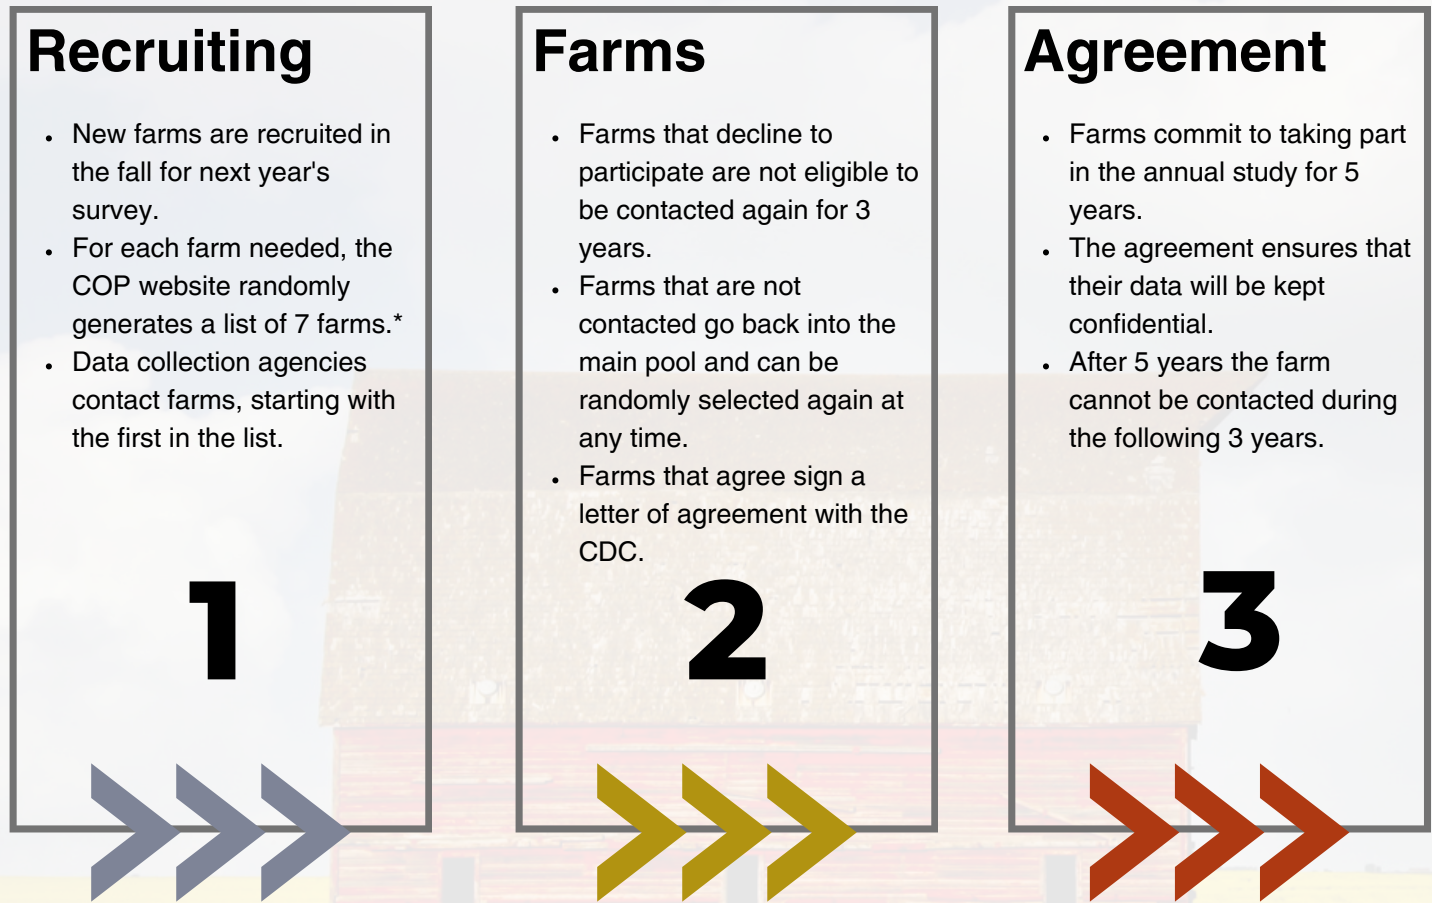 Recruiting
• New farms are recruited in
the fall for next year's
survey.
• For each farm needed, the
COP website randomly
generates a list of 7 farms.*
• Data collection agencies
contact farms, starting with
the first in the list.
1
Farms
• Farms that decline to
participate are not eligible to
be contacted again for 3
years.
• Farms that are not
contacted go back into the
main pool and can be
randomly selected again at
any time.
• Farms that agree sign a
letter of agreement with the
CDC.
2
Agreement
• Farms commit to taking part
in the annual study for 5
years.
• The agreement ensures that
their data will be kept
confidential.
• After 5 years the farm
cannot be contacted during
the following 3 years.
3